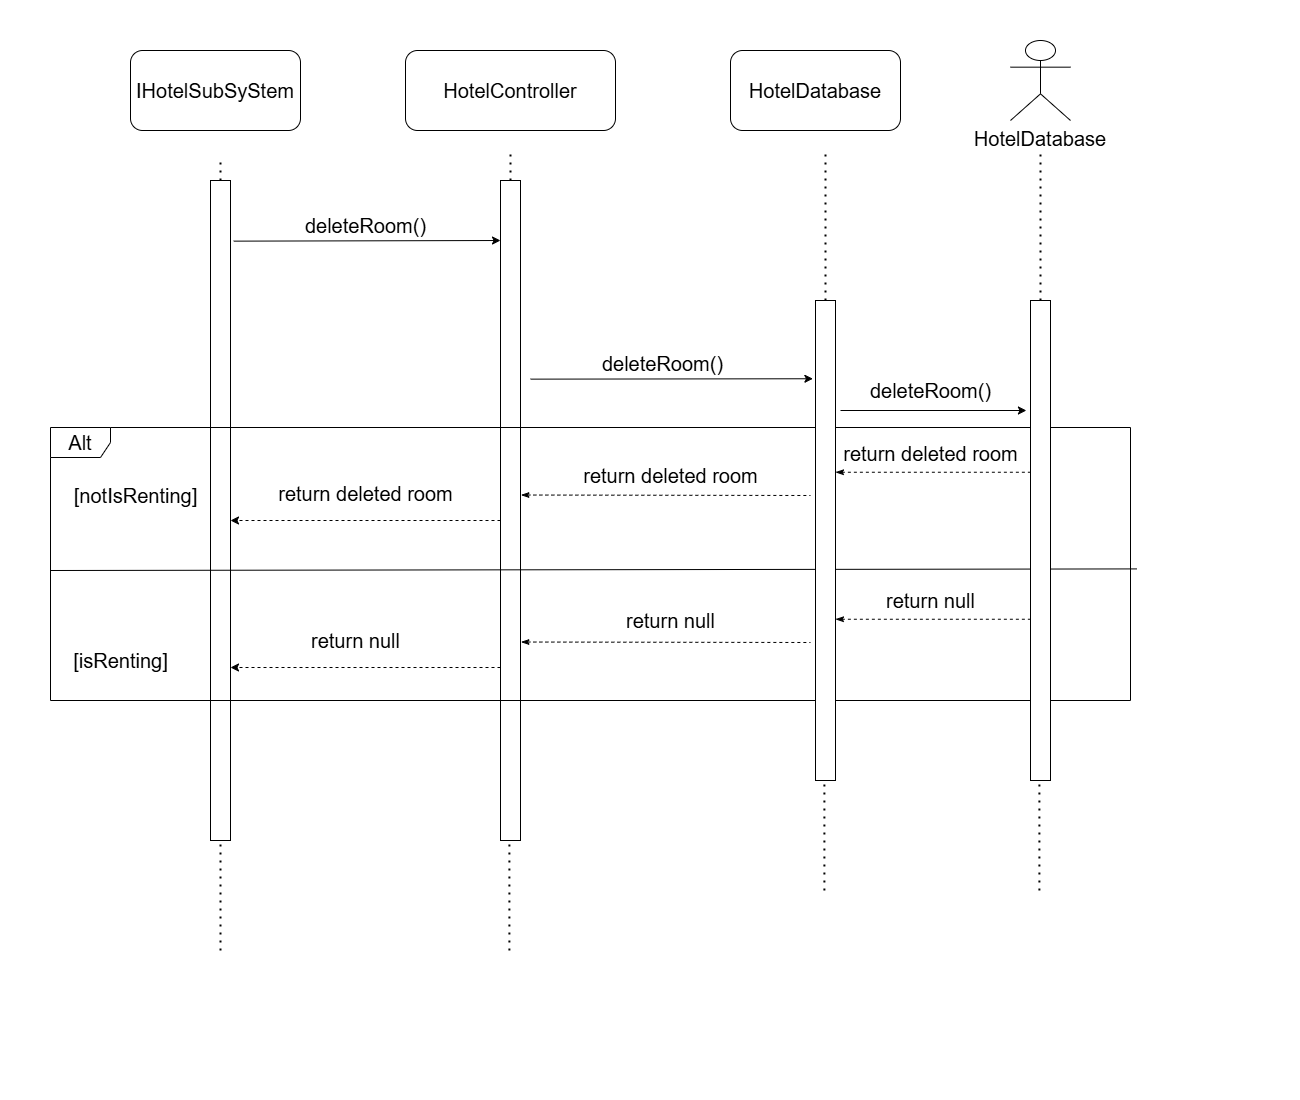 IHotelSubSyStem
HotelController
HotelDatabase
HotelDatabase
deleteRoom()
deleteRoom()
deleteRoom()
Alt
return deleted room
return deleted room
return deleted room
[notIsRenting]
return null
return null
return null
[isRenting]